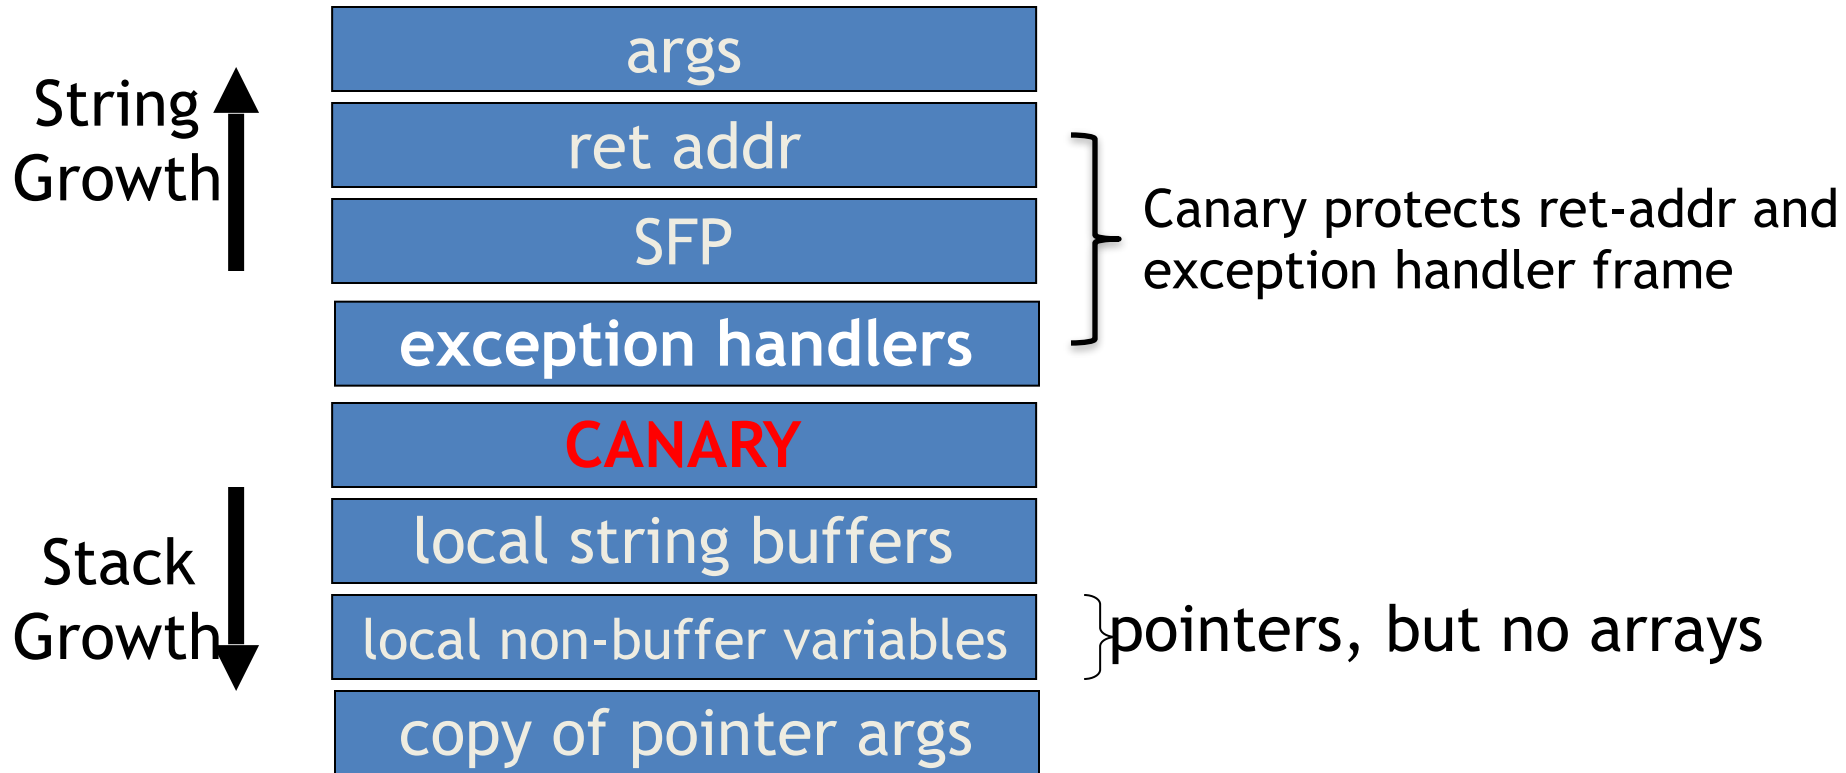 args
String
Growth
ret addr
SFP
Canary protects ret-addr and
exception handler frame
exception handlers
CANARY
local string buffers
Stack
Growth
local non-buffer variables
pointers, but no arrays
copy of pointer args